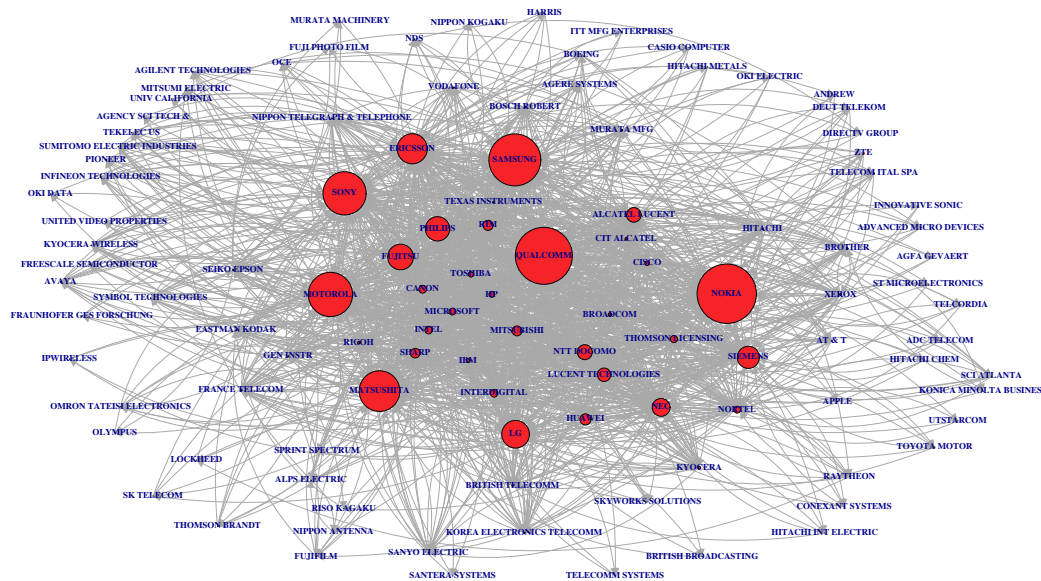 HARRIS
MURATA MACHINERY
NIPPON KOGAKU
ITT MFG ENTERPRISES
NDS
FUJI PHOTO FILM
CASIO COMPUTER
BOEING
OCE
HITACHI METALS
AGILENT TECHNOLOGIES
OKI ELECTRIC
VODAFONE
AGERE SYSTEMS
MITSUMI ELECTRIC
ANDREW
UNIV CALIFORNIA
BOSCH ROBERT
DEUT TELEKOM
AGENCY SCI TECH &
NIPPON TELEGRAPH & TELEPHONE
MURATA MFG
TEKELEC US
DIRECTV GROUP
SUMITOMO ELECTRIC INDUSTRIES
ERICSSON
ZTE
PIONEER
SAMSUNG
INFINEON TECHNOLOGIES
TELECOM ITAL SPA
OKI DATA
SONY
TEXAS INSTRUMENTS
INNOVATIVE SONIC
UNITED VIDEO PROPERTIES
ALCATEL LUCENT
PHILIPS
RIM
HITACHI
ADVANCED MICRO DEVICES
KYOCERA WIRELESS
CIT ALCATEL
BROTHER
FUJITSU
QUALCOMM
AGFA GEVAERT
FREESCALE SEMICONDUCTOR
SEIKO EPSON
TOSHIBA
CISCO
AVAYA
ST MICROELECTRONICS
SYMBOL TECHNOLOGIES
MOTOROLA
CANON
HP
NOKIA
XEROX
TELCORDIA
FRAUNHOFER GES FORSCHUNG
MICROSOFT
BROADCOM
EASTMAN KODAK
INTEL
MITSUBISHI
RICOH
THOMSON LICENSING
AT & T
ADC TELECOM
IPWIRELESS
GEN INSTR
SHARP
IBM
NTT DOCOMO
SIEMENS
HITACHI CHEM
LUCENT TECHNOLOGIES
SCI ATLANTA
FRANCE TELECOM
MATSUSHITA
INTERDIGITAL
KONICA MINOLTA BUSINES
OMRON TATEISI ELECTRONICS
NEC
NORTEL
APPLE
HUAWEI
UTSTARCOM
OLYMPUS
LG
TOYOTA MOTOR
SPRINT SPECTRUM
LOCKHEED
KYOCERA
ALPS ELECTRIC
BRITISH TELECOMM
RAYTHEON
SK TELECOM
SKYWORKS SOLUTIONS
RISO KAGAKU
CONEXANT SYSTEMS
THOMSON BRANDT
NIPPON ANTENNA
KOREA ELECTRONICS TELECOMM
HITACHI INT ELECTRIC
FUJIFILM
SANYO ELECTRIC
BRITISH BROADCASTING
SANTERA SYSTEMS
TELECOMM SYSTEMS